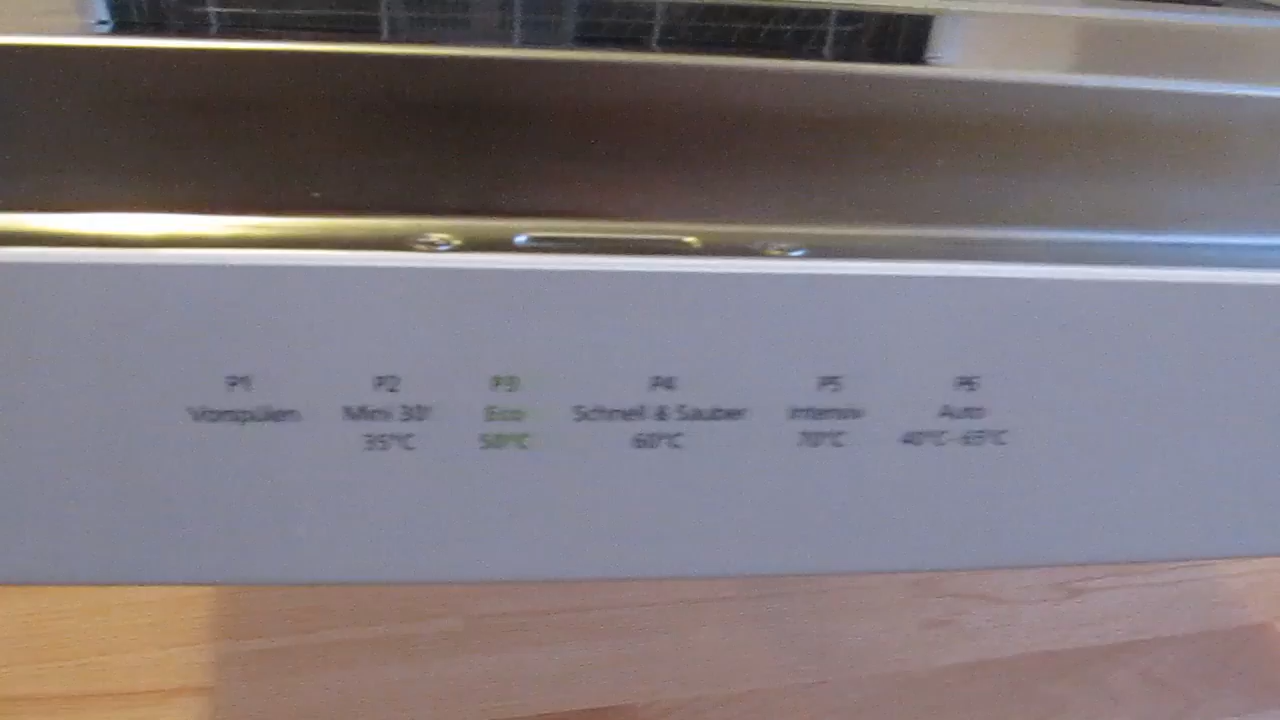 P1 P2 P3 P4 P5 P6
Vorspülen Mini 30' Eco Schnell & Sauber Intensiv Auto
35°C 50°C 60°C 70°C 40°C-65°C